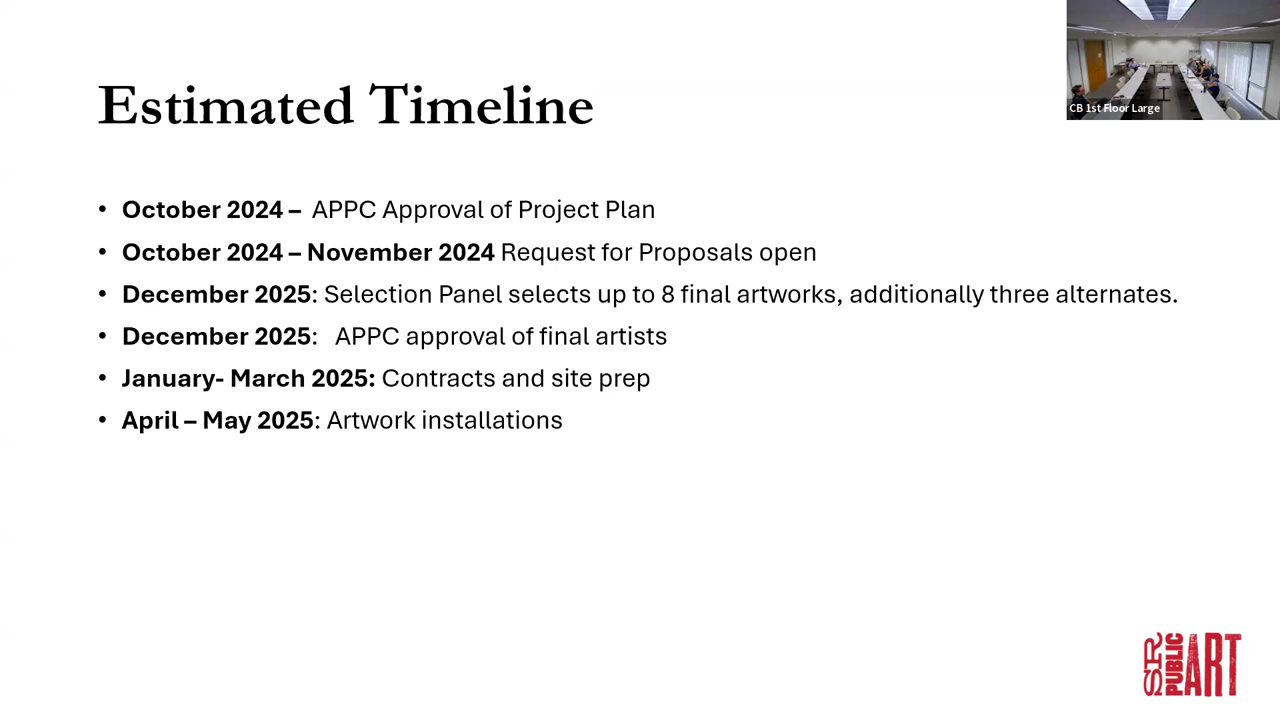 CB 1st Floor Large
Estimated Timeline
• October 2024 – APPC Approval of Project Plan
• October 2024 – November 2024 Request for Proposals open
• December 2025: Selection Panel selects up to 8 final artworks, additionally three alternates.
• December 2025: APPC approval of final artists
• January- March 2025: Contracts and site prep
• April – May 2025: Artwork installations
SR
PUBLIC
ART